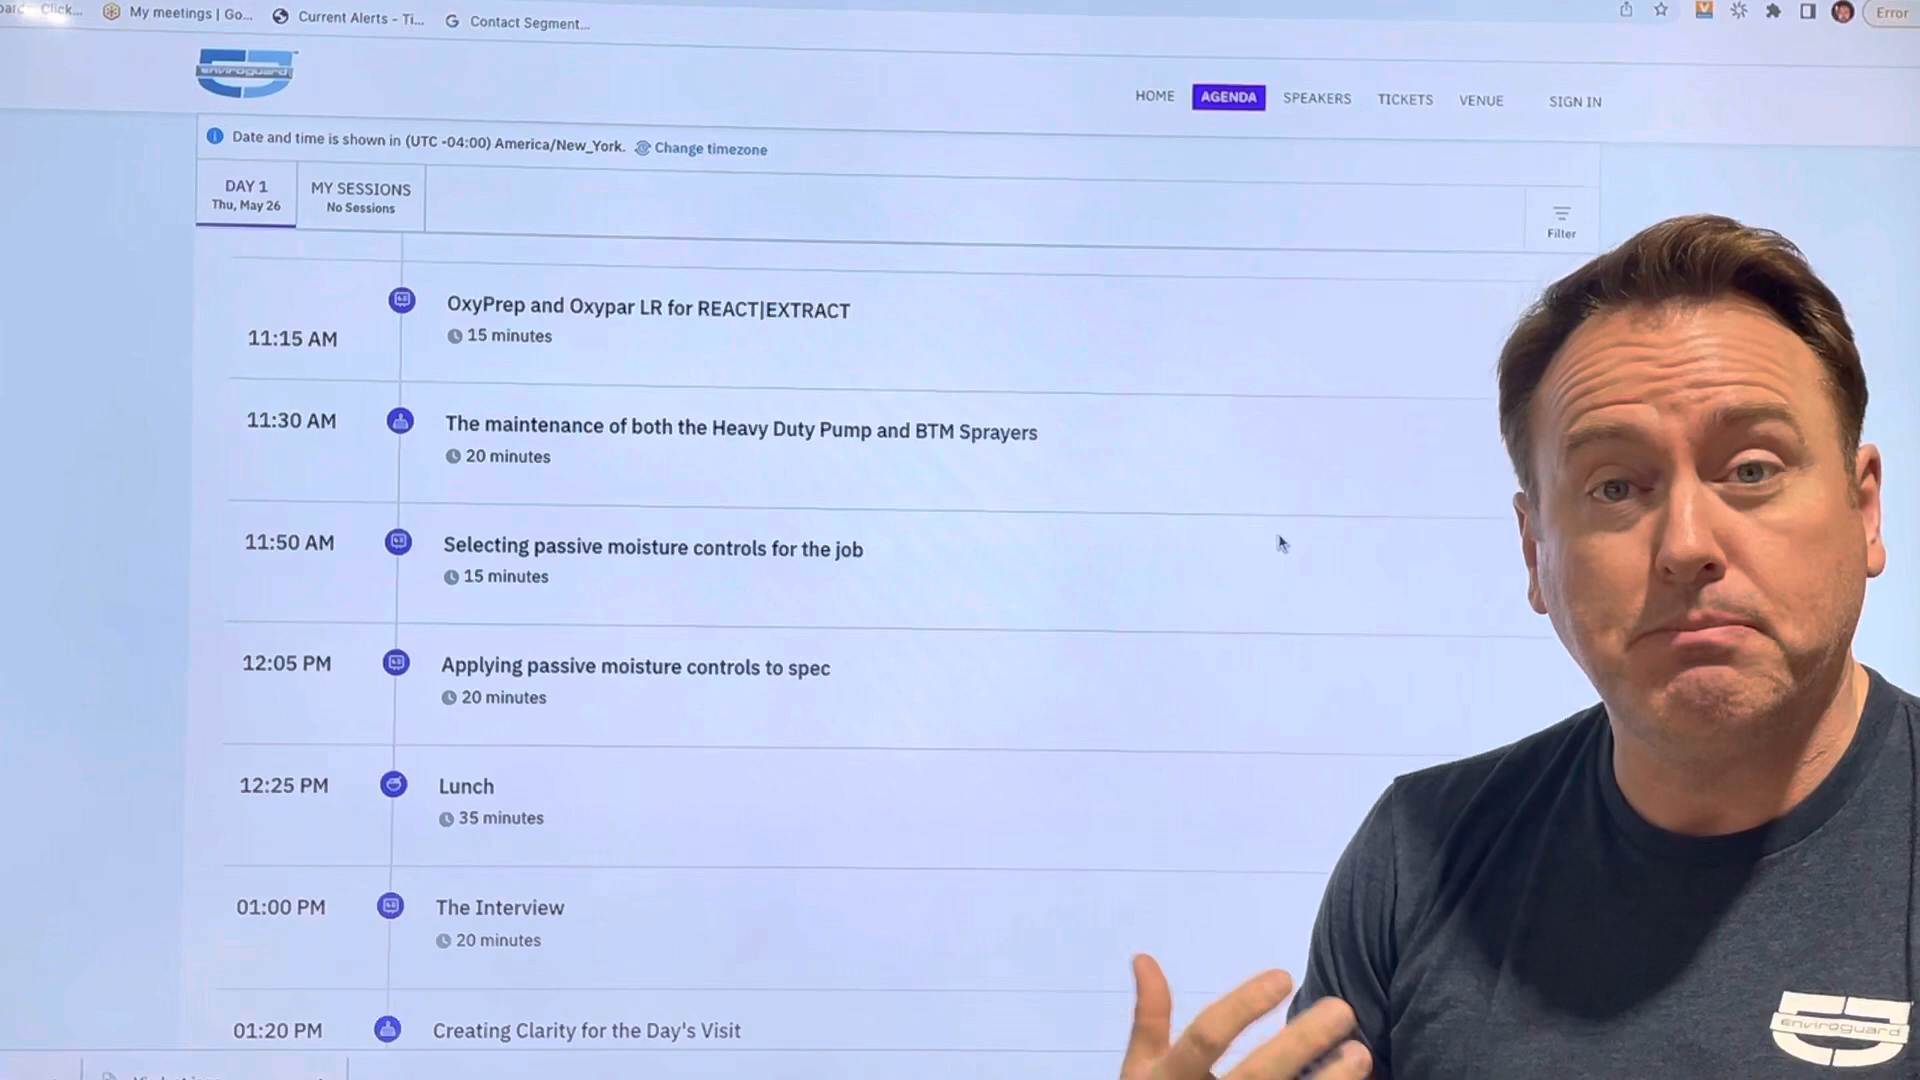 Click...
My meetings | Go...
Current Alerts - Ti...
Contact Segment...
Error
enviroguard
HOME
AGENDA
SPEAKERS
TICKETS
VENUE
SIGN IN
Date and time is shown in (UTC -04:00) America/New_York.
Change timezone
DAY 1
Thu, May 26
MY SESSIONS
No Sessions
Filter
11:15 AM
OxyPrep and Oxypar LR for REACT|EXTRACT
15 minutes
11:30 AM
The maintenance of both the Heavy Duty Pump and BTM Sprayers
20 minutes
11:50 AM
Selecting passive moisture controls for the job
15 minutes
12:05 PM
Applying passive moisture controls to spec
20 minutes
12:25 PM
Lunch
35 minutes
01:00 PM
The Interview
20 minutes
01:20 PM
Creating Clarity for the Day's Visit
enviroguard